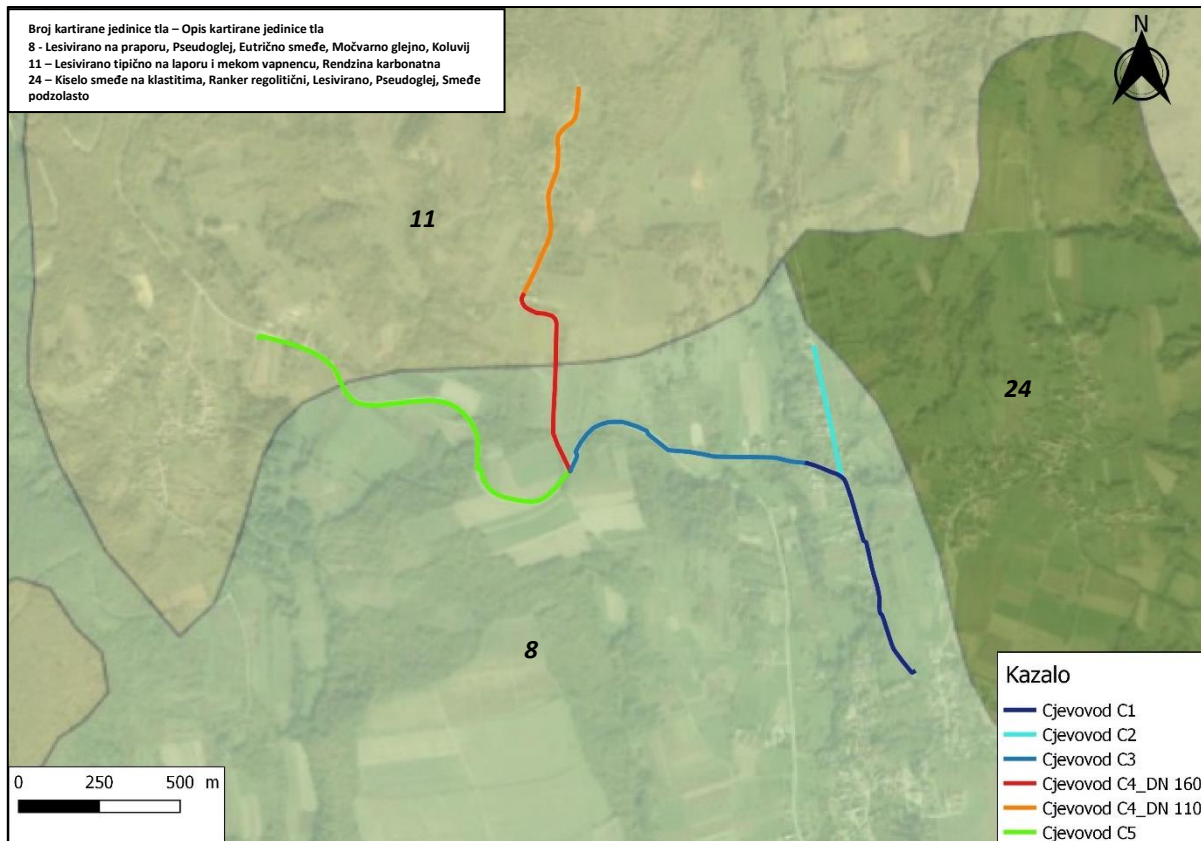 Broj kartirane jedinice tla – Opis kartirane jedinice tla
8 - Lesivirano na praporu, Pseudoglej, Eutrično smeđe, Močvarno glejno, Koluvij
11 – Lesivirano tipično na laporu i mekom vapnencu, Rendzina karbonatna
24 – Kiselo smeđe na klastitima, Ranker regolitični, Lesivirano, Pseudoglej, Smeđe
podzolasto
N
11
24
8
Kazalo
Cjevovod C1
Cjevovod C2
Cjevovod C3
Cjevovod C4_DN 160
Cjevovod C4_DN 110
Cjevovod C5
0 250 500 m